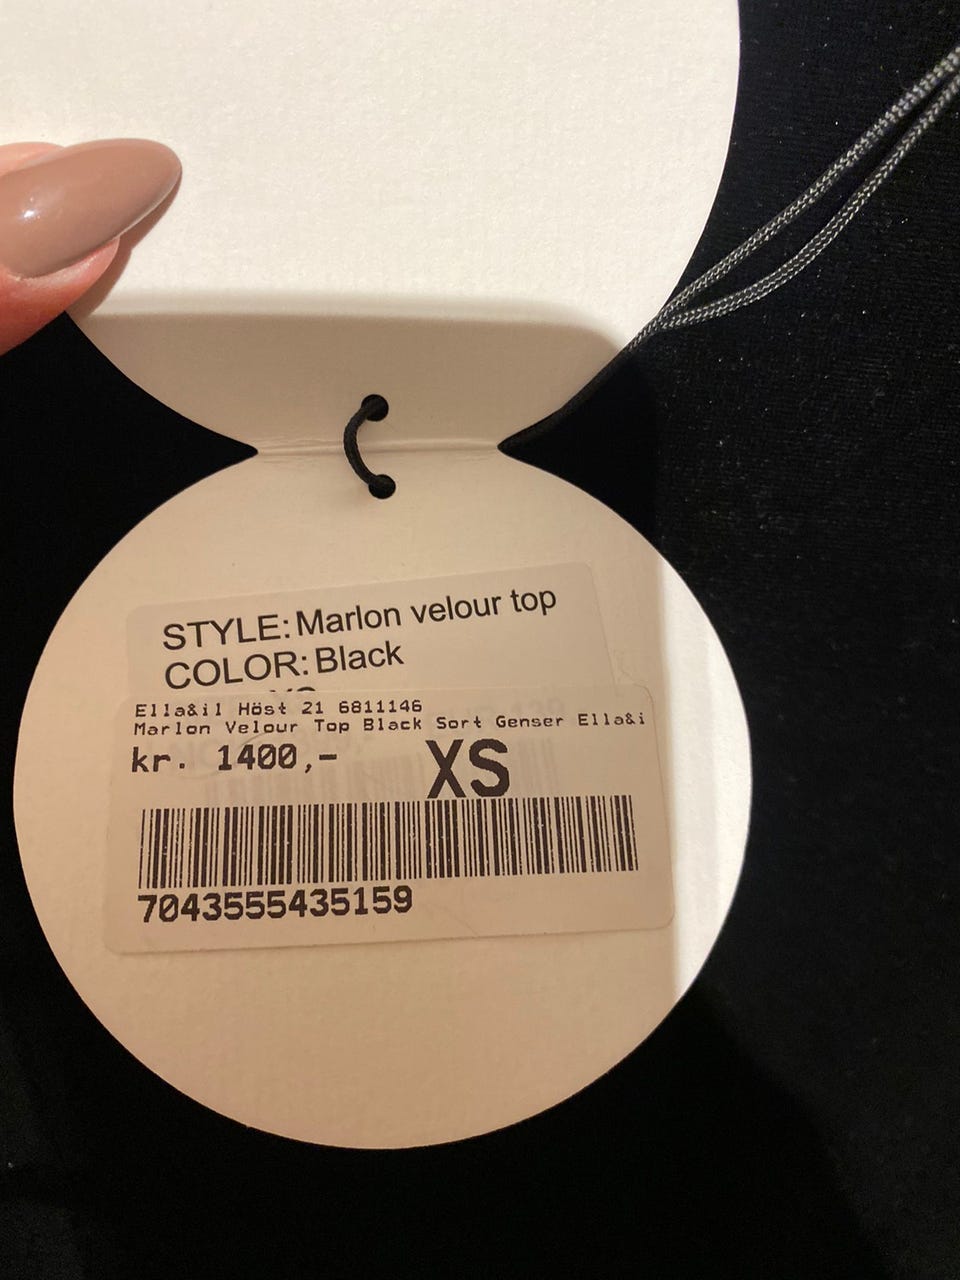 STYLE: Marlon velour top
COLOR: Black
XS
Ella&il Höst 21 6811146
Marlon Velour Top Black Sort Genser Ella&i
kr. 1400,- XS
7043555435159